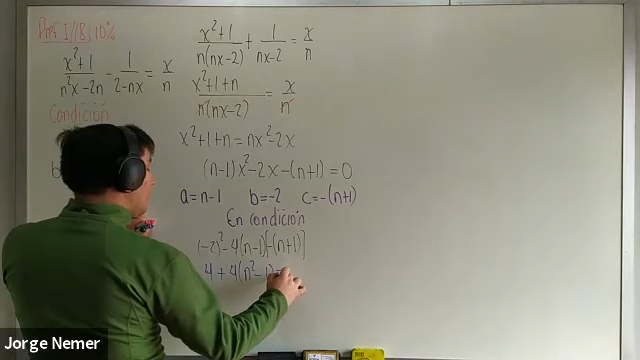 x²+1/n²x-2n - 1/2-nx = x/n
Condición
b
x²+1/n(nx-2) + 1/nx-2 = x/n
x²+1+n/n(nx-2) = x/n
x²+1+n = nx²-2x
(n-1)x²-2x-(n+1)=0
a=n-1 b=-2 c=-(n+1)
En condición
(-2)²-4(n-1)[-(n+1)]
4+4(n²-1)
Jorge Nemer